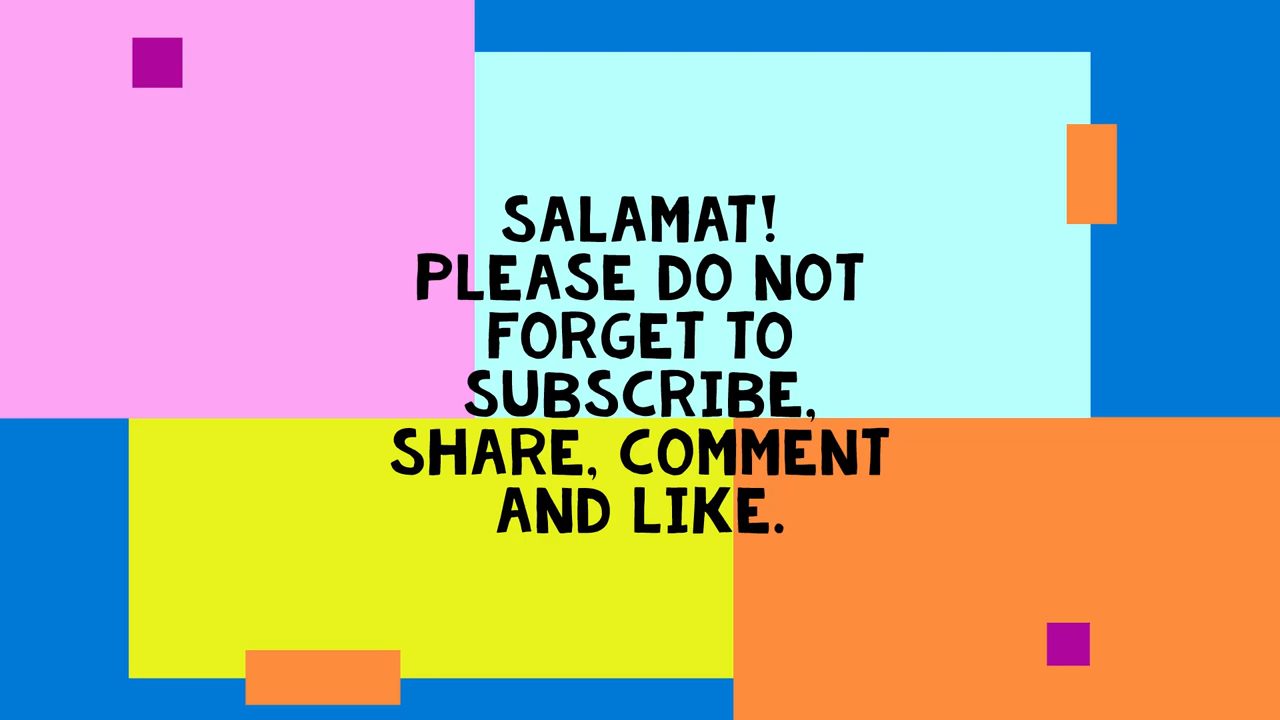 SALAMAT!
PLEASE DO NOT
FORGET TO
SUBSCRIBE,
SHARE, COMMENT
AND LIKE.